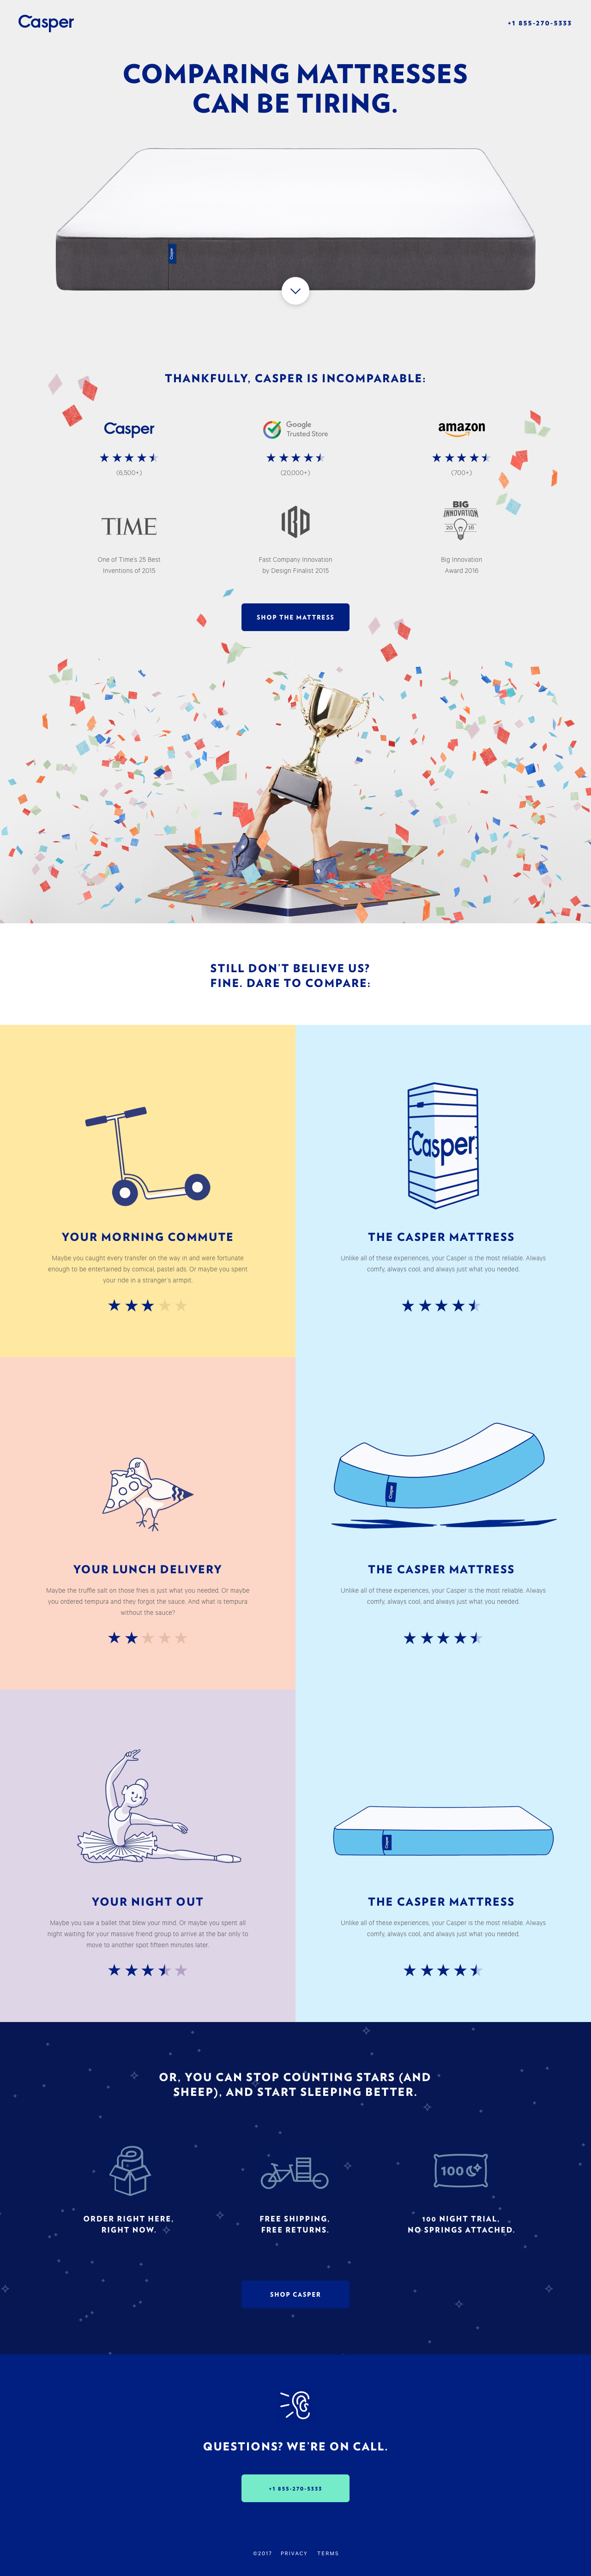 Casper
+1 855-270-5333
COMPARING MATTRESSES
CAN BE TIRING.
Casper
THANKFULLY, CASPER IS INCOMPARABLE:
Casper
Google
Trusted Store
amazon
(6,500+)
(20,000+)
(700+)
TIME
BIG
INNOVATION
20 16
One of Time's 25 Best
Inventions of 2015
Fast Company Innovation
by Design Finalist 2015
Big Innovation
Award 2016
SHOP THE MATTRESS
STILL DON'T BELIEVE US?
FINE. DARE TO COMPARE:
YOUR MORNING COMMUTE
Maybe you caught every transfer on the way in and were fortunate
enough to be entertained by comical, pastel ads. Or maybe you spent
your ride in a stranger's armpit.
Casper
THE CASPER MATTRESS
Unlike all of these experiences, your Casper is the most reliable. Always
comfy, always cool, and always just what you needed.
YOUR LUNCH DELIVERY
Maybe the truffle salt on those fries is just what you needed. Or maybe
you ordered tempura and they forgot the sauce. And what is tempura
without the sauce?
Casper
THE CASPER MATTRESS
Unlike all of these experiences, your Casper is the most reliable. Always
comfy, always cool, and always just what you needed.
YOUR NIGHT OUT
Maybe you saw a ballet that blew your mind. Or maybe you spent all
night waiting for your massive friend group to arrive at the bar only to
move to another spot fifteen minutes later.
Casper
THE CASPER MATTRESS
Unlike all of these experiences, your Casper is the most reliable. Always
comfy, always cool, and always just what you needed.
OR, YOU CAN STOP COUNTING STARS (AND
SHEEP), AND START SLEEPING BETTER.
100
ORDER RIGHT HERE,
RIGHT NOW.
FREE SHIPPING,
FREE RETURNS.
100 NIGHT TRIAL,
NO SPRINGS ATTACHED.
SHOP CASPER
QUESTIONS? WE'RE ON CALL.
+1 855-270-5333
©2017 PRIVACY TERMS